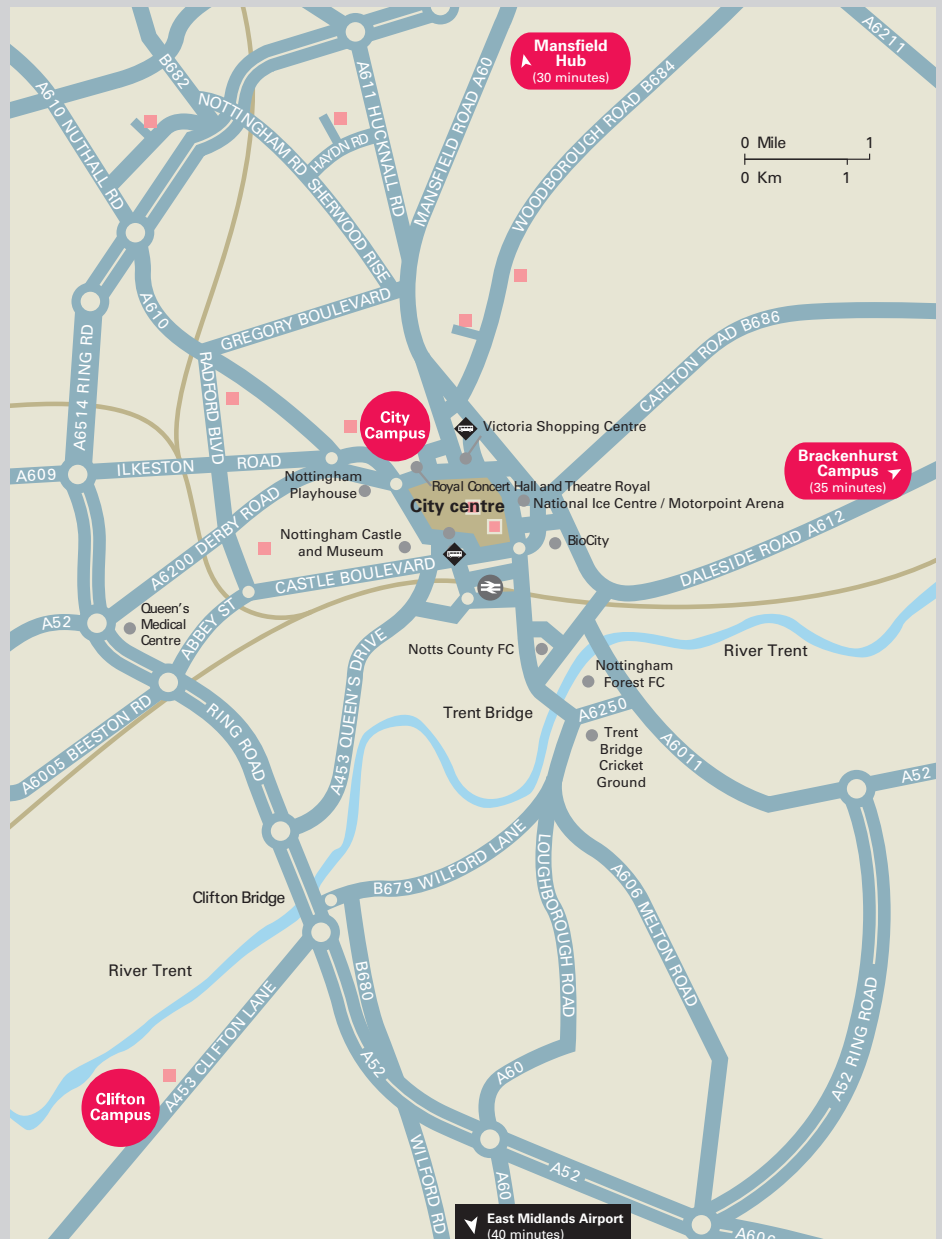 A6211
Mansfield
Hub
(30 minutes)
B682
A611 HUCKNALL RD
MANSFIELD ROAD A60
WOODBOROUGH ROAD B684
A610 NUTHALL RD
NOTTINGHAM RD
HAYDN RD
SHERWOOD RISE
0 Mile 1
0 Km 1
A610
GREGORY BOULEVARD
A6514 RING RD
RADFORD BLVD
CARLTON ROAD B686
City
Campus
Victoria Shopping Centre
A609
ILKESTON ROAD
Brackenhurst
Campus
(35 minutes)
Nottingham
Playhouse
Royal Concert Hall and Theatre Royal
City centre
National Ice Centre / Motorpoint Arena
A6200 DERBY ROAD
Nottingham Castle
and Museum
BioCity
DALESIDE ROAD A612
CASTLE BOULEVARD
A52
Queen's
Medical
Centre
ABBEY ST
Notts County FC
River Trent
Nottingham
Forest FC
A6005 BEESTON RD
RING ROAD
A453 QUEEN'S DRIVE
Trent Bridge
A6250
Trent
Bridge
Cricket
Ground
A6011
A52
B679 WILFORD LANE
LOUGHBOROUGH ROAD
A606 MELTON ROAD
Clifton Bridge
River Trent
B680
A453 CLIFTON LANE
A52
A60
A52 RING ROAD
Clifton
Campus
WILFORD RD
A60
A52
East Midlands Airport
(40 minutes)
A606